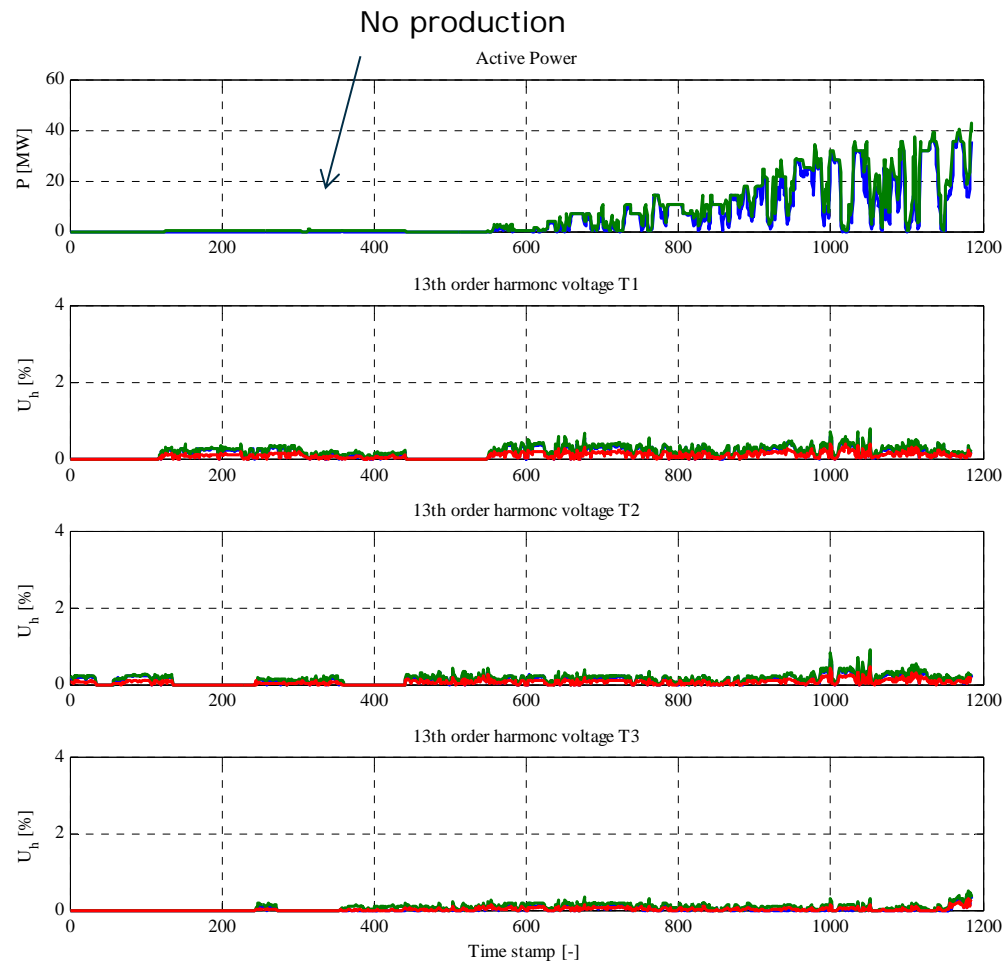 No production
Active Power
60
40
20
0
P [MW]
0 200 400 600 800 1000 1200
13th order harmonc voltage T1
4
2
0
U_h [%]
0 200 400 600 800 1000 1200
13th order harmonc voltage T2
4
2
0
U_h [%]
0 200 400 600 800 1000 1200
13th order harmonc voltage T3
4
2
0
U_h [%]
0 200 400 600 800 1000 1200
Time stamp [-]